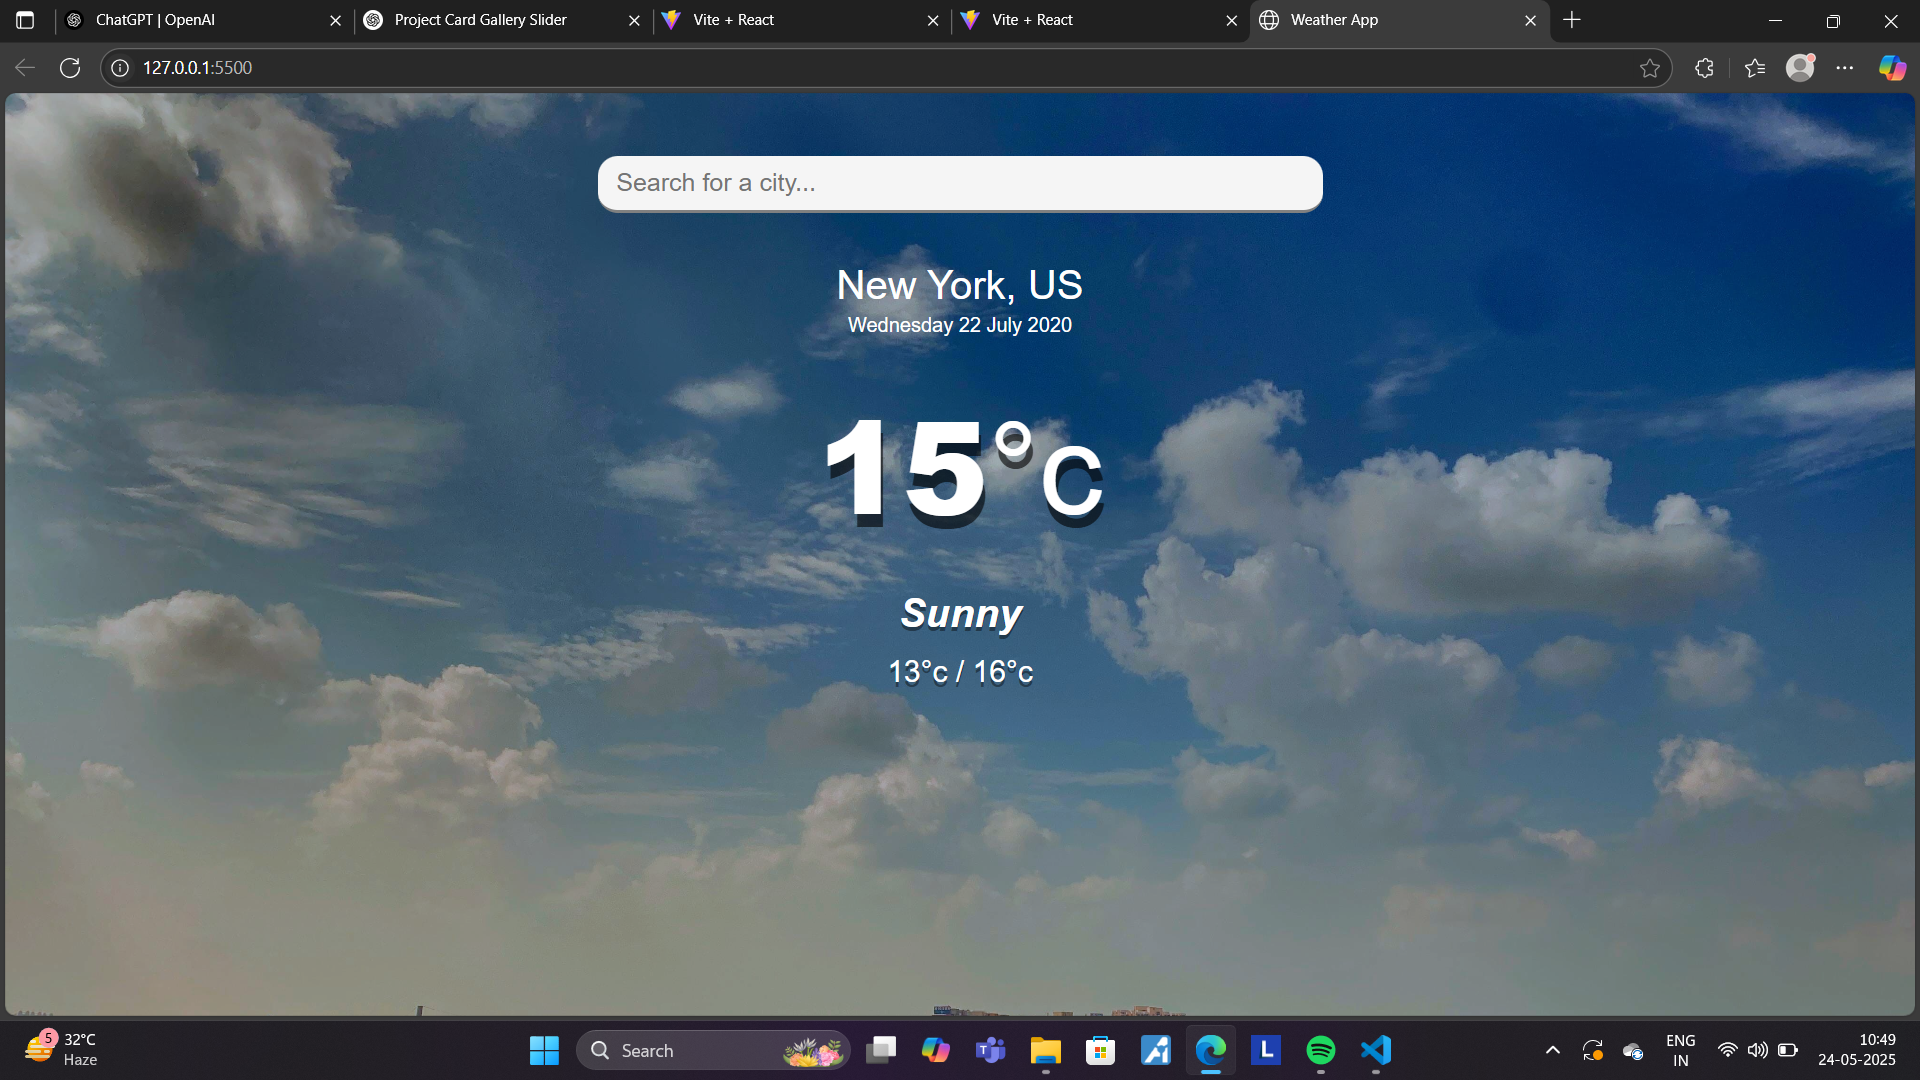 ChatGPT | OpenAI
Project Card Gallery Slider
Vite + React
Vite + React
Weather App
127.0.0.1:5500
Search for a city...
New York, US
Wednesday 22 July 2020
15°c
Sunny
13°c / 16°c
5
32°C
Haze
Search
T
L
ENG
IN
10:49
24-05-2025